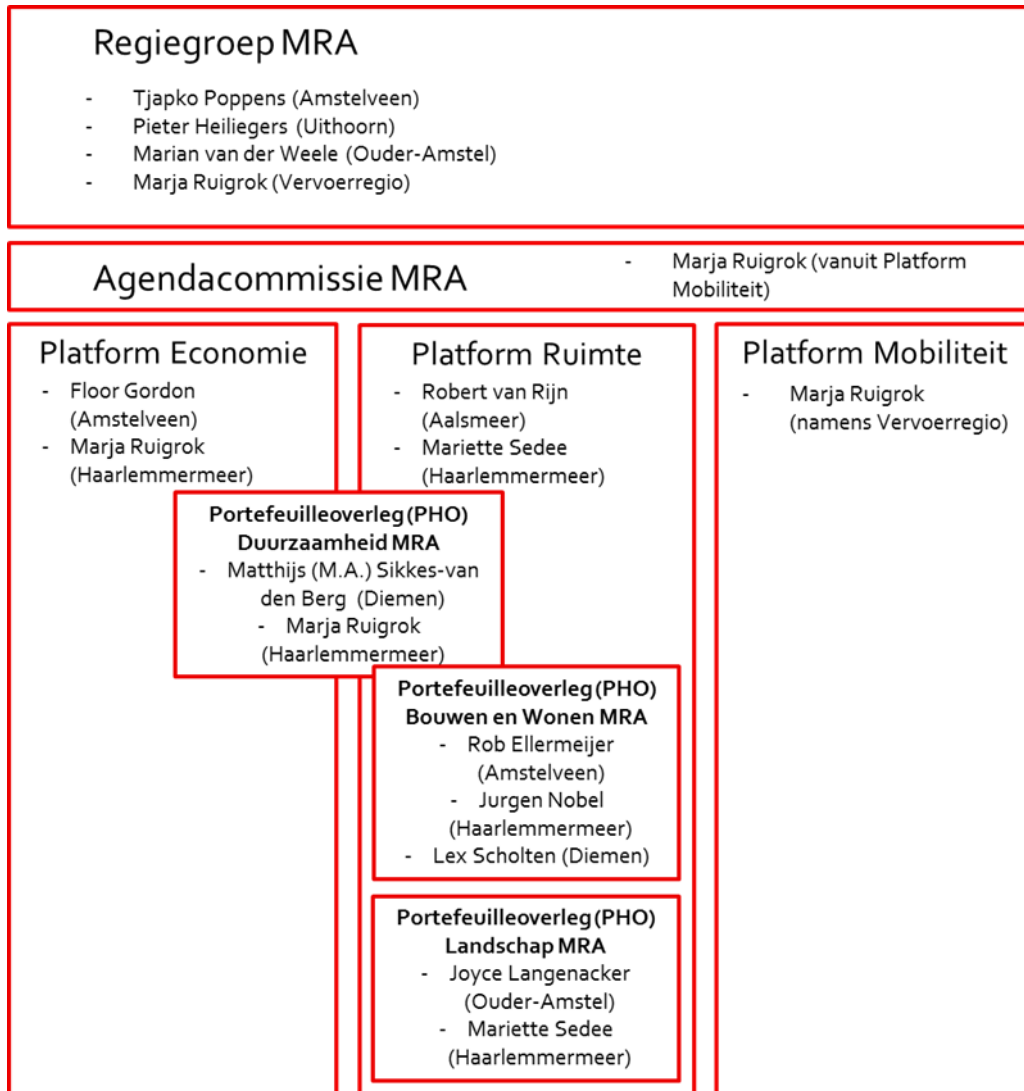 Regiegroep MRA
- Tjapko Poppens (Amstelveen)
- Pieter Heiliegers (Uithoorn)
- Marian van der Weele (Ouder-Amstel)
- Marja Ruigrok (Vervoerregio)
Agendacommissie MRA
- Marja Ruigrok (vanuit Platform
Mobiliteit)
Platform Economie
- Floor Gordon
(Amstelveen)
- Marja Ruigrok
(Haarlemmermeer)
Platform Ruimte
- Robert van Rijn
(Aalsmeer)
- Mariette Sedee
(Haarlemmermeer)
Platform Mobiliteit
- Marja Ruigrok
(namens Vervoerregio)
Portefeuilleoverleg (PHO)
Duurzaamheid MRA
- Matthijs (M.A.) Sikkes-van
den Berg (Diemen)
- Marja Ruigrok
(Haarlemmermeer)
Portefeuilleoverleg (PHO)
Bouwen en Wonen MRA
- Rob Ellermeijer
(Amstelveen)
- Jurgen Nobel
(Haarlemmermeer)
- Lex Scholten (Diemen)
Portefeuilleoverleg (PHO)
Landschap MRA
- Joyce Langenacker
(Ouder-Amstel)
- Mariette Sedee
(Haarlemmermeer)